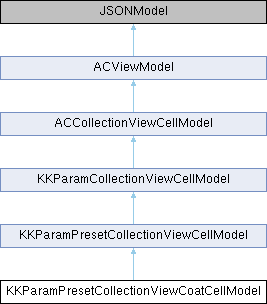 JSONModel
ACViewModel
ACCollectionViewCellModel
KKParamCollectionViewCellModel
KKParamPresetCollectionViewCellModel
KKParamPresetCollectionViewCoatCellModel